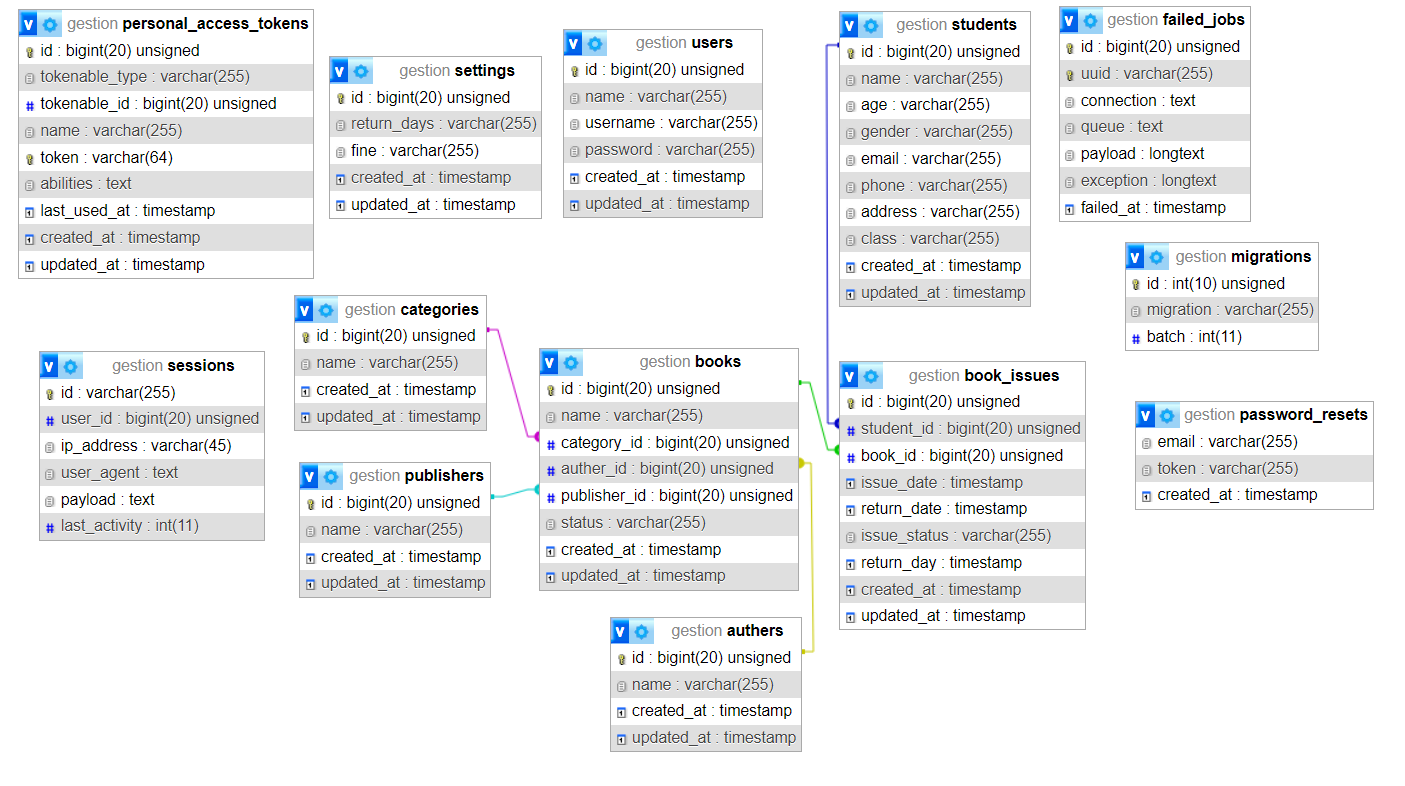 gestion personal_access_tokens
id : bigint(20) unsigned
tokenable_type : varchar(255)
tokenable_id : bigint(20) unsigned
name : varchar(255)
token : varchar(64)
abilities : text
last_used_at : timestamp
created_at : timestamp
updated_at : timestamp
gestion settings
id : bigint(20) unsigned
return_days : varchar(255)
fine : varchar(255)
created_at : timestamp
updated_at : timestamp
gestion users
id : bigint(20) unsigned
name : varchar(255)
username : varchar(255)
password : varchar(255)
created_at : timestamp
updated_at : timestamp
gestion students
id : bigint(20) unsigned
name : varchar(255)
age : varchar(255)
gender : varchar(255)
email : varchar(255)
phone : varchar(255)
address : varchar(255)
class : varchar(255)
created_at : timestamp
updated_at : timestamp
gestion failed_jobs
id : bigint(20) unsigned
uuid : varchar(255)
connection : text
queue : text
payload : longtext
exception : longtext
failed_at : timestamp
gestion migrations
id : int(10) unsigned
migration : varchar(255)
batch : int(11)
gestion categories
id : bigint(20) unsigned
name : varchar(255)
created_at : timestamp
updated_at : timestamp
gestion sessions
id : varchar(255)
user_id : bigint(20) unsigned
ip_address : varchar(45)
user_agent : text
payload : text
last_activity : int(11)
gestion books
id : bigint(20) unsigned
name : varchar(255)
category_id : bigint(20) unsigned
auther_id : bigint(20) unsigned
publisher_id : bigint(20) unsigned
status : varchar(255)
created_at : timestamp
updated_at : timestamp
gestion book_issues
id : bigint(20) unsigned
student_id : bigint(20) unsigned
book_id : bigint(20) unsigned
issue_date : timestamp
return_date : timestamp
issue_status : varchar(255)
return_day : timestamp
created_at : timestamp
updated_at : timestamp
gestion password_resets
email : varchar(255)
token : varchar(255)
created_at : timestamp
gestion publishers
id : bigint(20) unsigned
name : varchar(255)
created_at : timestamp
updated_at : timestamp
gestion authers
id : bigint(20) unsigned
name : varchar(255)
created_at : timestamp
updated_at : timestamp